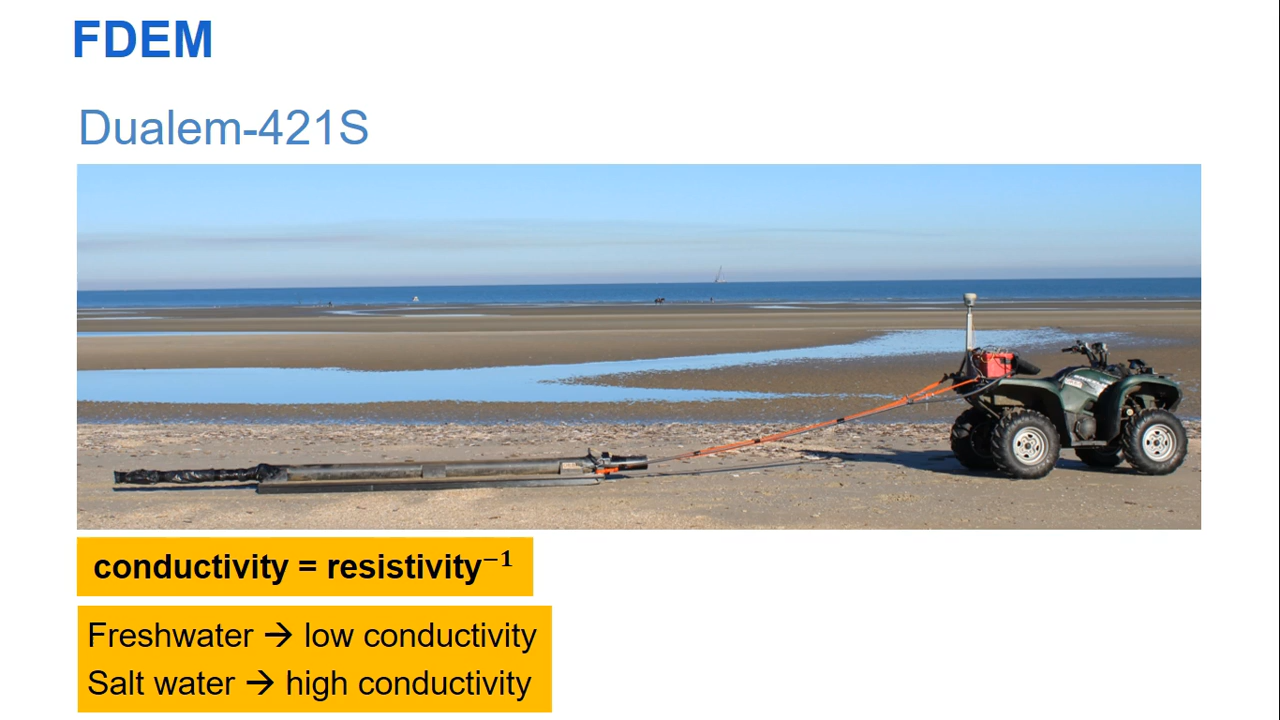 FDEM
Dualem-421S
conductivity = resistivity⁻¹
Freshwater → low conductivity
Salt water → high conductivity